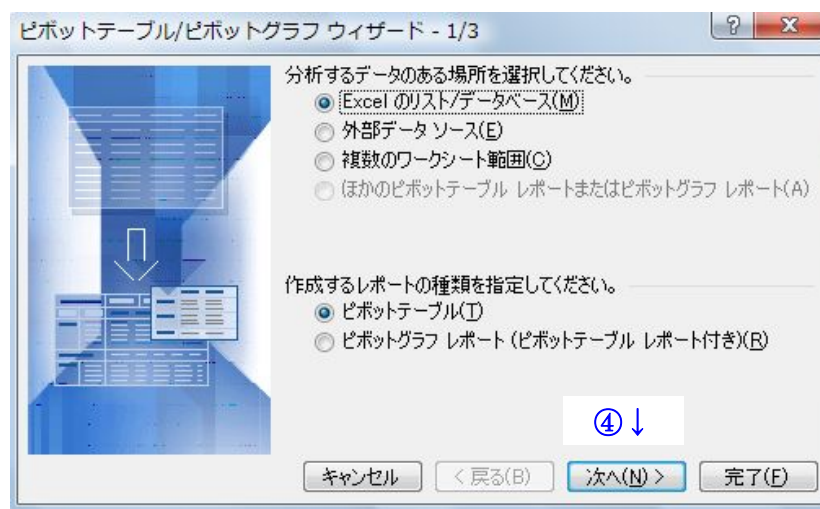 ピボットテーブル/ピボットグラフ ウィザード - 1/3
? X
分析するデータのある場所を選択してください。
Excel のリスト/データベース(M)
外部データ ソース(E)
複数のワークシート範囲(C)
ほかのピボットテーブル レポートまたはピボットグラフ レポート(A)
作成するレポートの種類を指定してください。
ピボットテーブル(T)
ピボットグラフ レポート (ピボットテーブル レポート付き)(R)
④↓
キャンセル < 戻る(B) 次へ(N) > 完了(F)